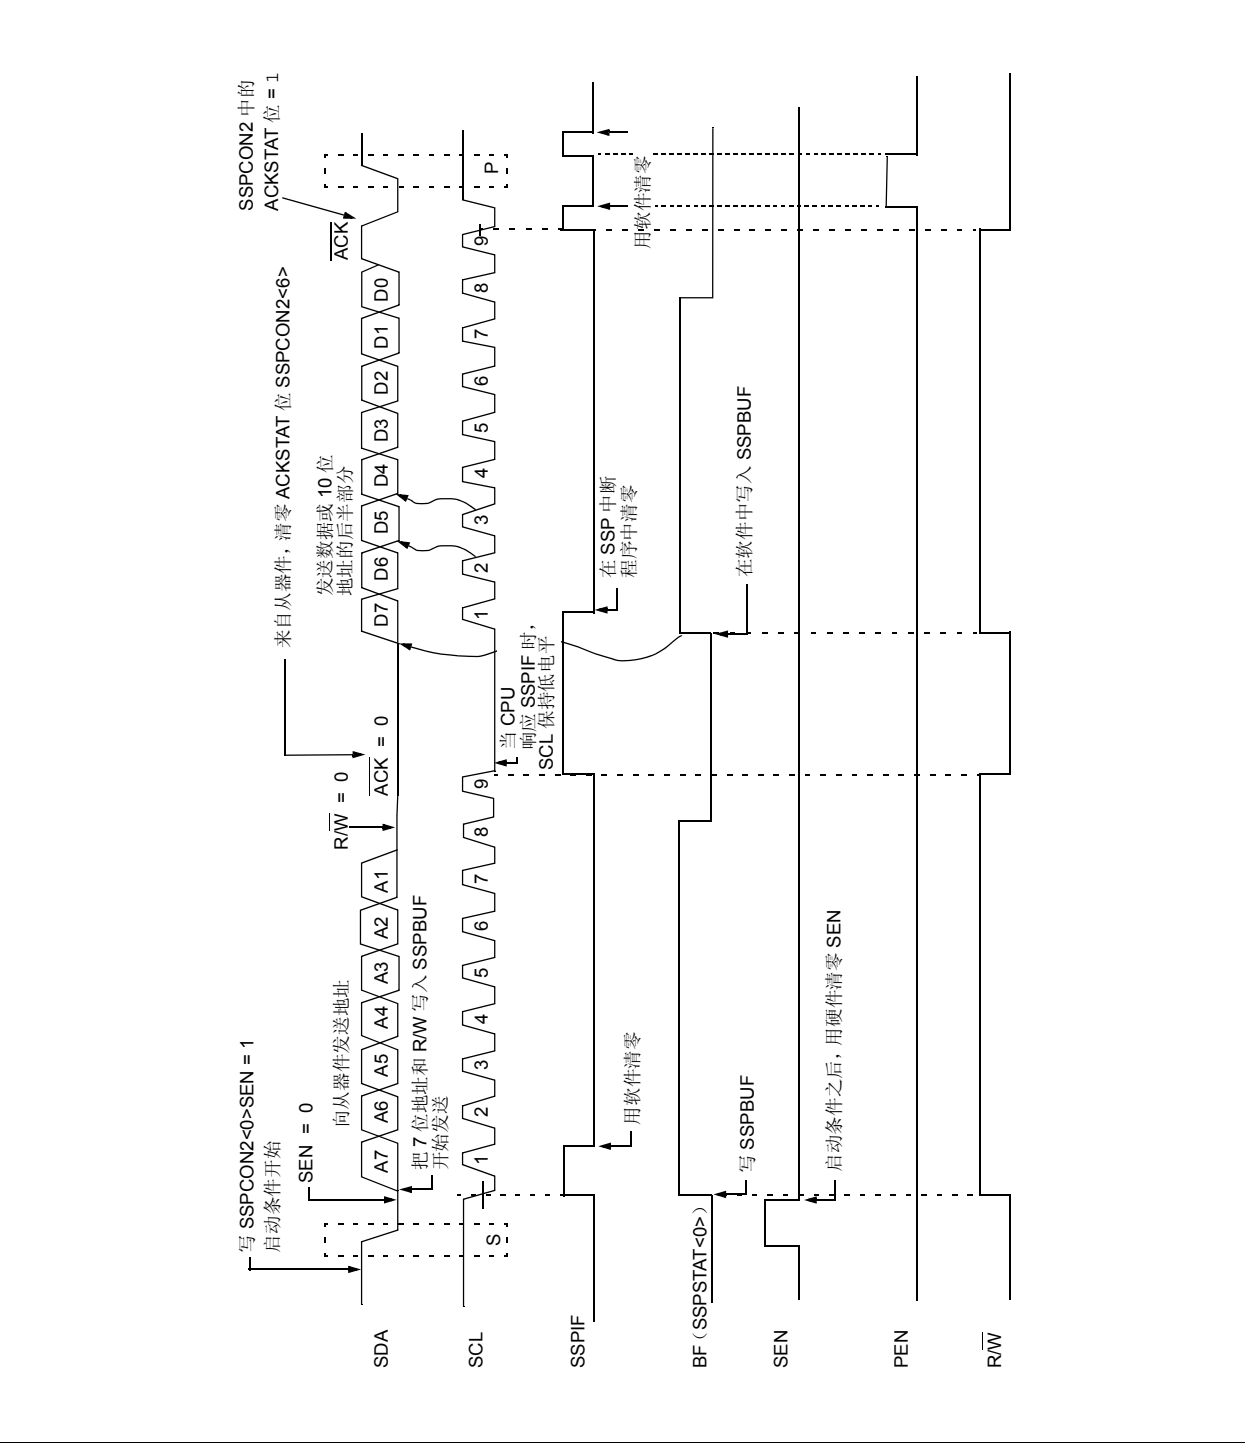 写 SSPCON2<0>SEN = 1
启动条件开始
SEN = 0
向从器件发送地址
R/W = 0
来自从器件，清零 ACKSTAT 位 SSPCON2<6>
ACK = 0
发送数据或 10 位
地址的后半部分
SSPCON2 中的
ACKSTAT 位 = 1
ACK
SDA
A7 A6 A5 A4 A3 A2 A1
D7 D6 D5 D4 D3 D2 D1 D0
把 7 位地址和 R/W 写入 SSPBUF
开始发送
SCL
S
1 2 3 4 5 6 7 8 9
1 2 3 4 5 6 7 8 9
P
当 CPU
响应 SSPIF 时，
SCL 保持低电平
SSPIF
用软件清零
在 SSP 中断
程序中清零
用软件清零
BF（SSPSTAT<0>）
写 SSPBUF
在软件中写入 SSPBUF
SEN
启动条件之后，用硬件清零 SEN
PEN
R/W